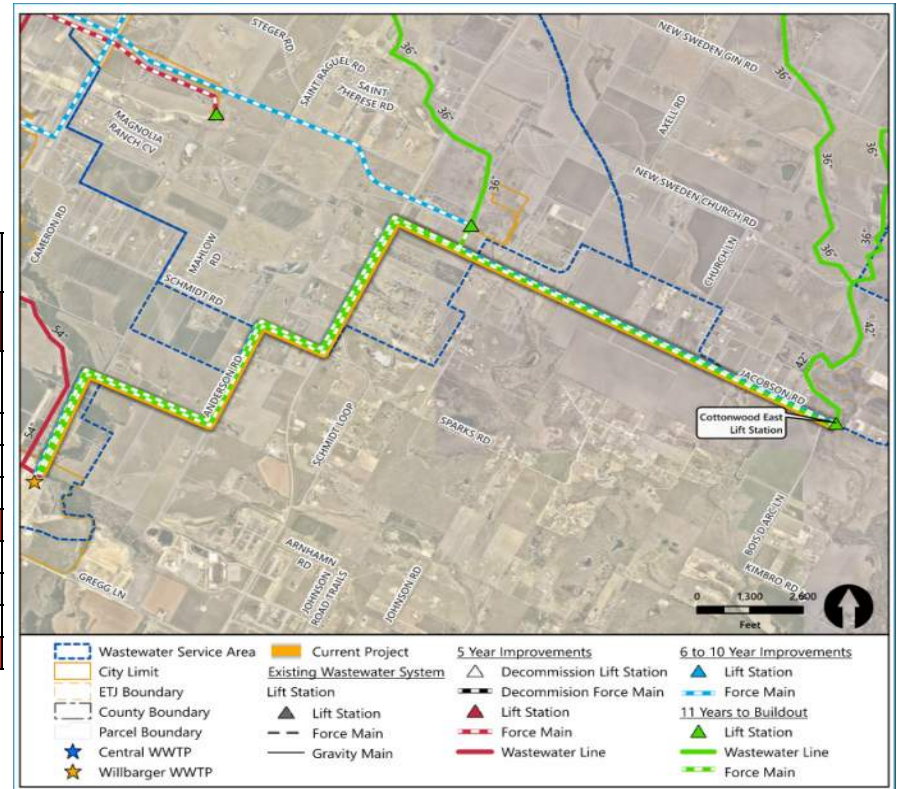 STEGER RD
SAINT RAGUEL RD
SAINT
THERESE RD
36"
36"
36"
NEW SWEDEN GIN RD
36"
AXELL RD
36"
36"
36"
36"
NEW SWEDEN CHURCH RD
MAGNOLIA
RANCH CV
CAMERON RD
MAHLOW
RD
SCHMIDT RD
CHURCH LN
42"
42"
54"
54"
ANDERSON RD
JACOBSON RD
SCHMIDT LOOP
SPARKS RD
Cottonwood East
Lift Station
BOIS D ARC LN
KIMBRO RD
ARNHAMN
RD
JOHNSON
ROAD TRAILS
JOHNSON RD
GREGG LN
0 1,300 2,600
Feet
Wastewater Service Area
City Limit
ETJ Boundary
County Boundary
Parcel Boundary
Central WWTP
Willbarger WWTP
Current Project
Existing Wastewater System
Lift Station
Lift Station
Force Main
Gravity Main
5 Year Improvements
Decommission Lift Station
Decommision Force Main
Lift Station
Force Main
Wastewater Line
6 to 10 Year Improvements
Lift Station
Force Main
11 Years to Buildout
Lift Station
Wastewater Line
Force Main